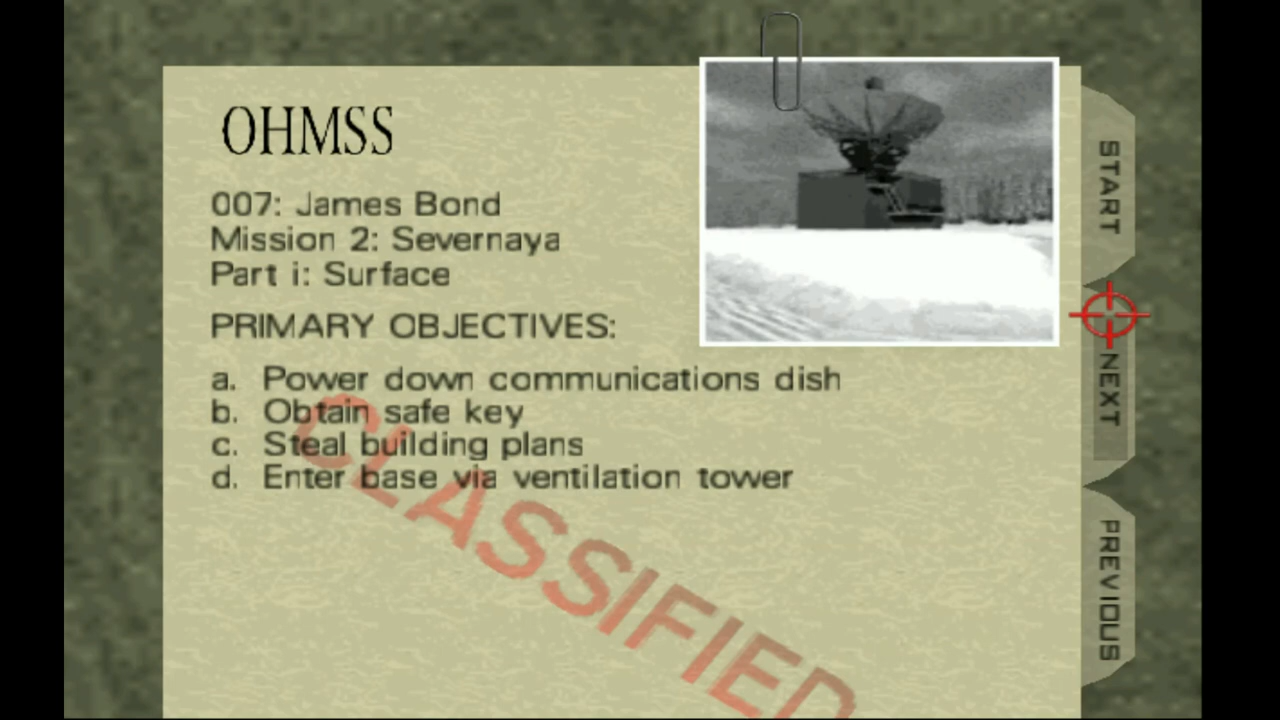 OHMSS
007: James Bond
Mission 2: Severnaya
Part i: Surface
PRIMARY OBJECTIVES:
a. Power down communications dish
b. Obtain safe key
c. Steal building plans
d. Enter base via ventilation tower
CLASSIFIED
START
NEXT
PREVIOUS